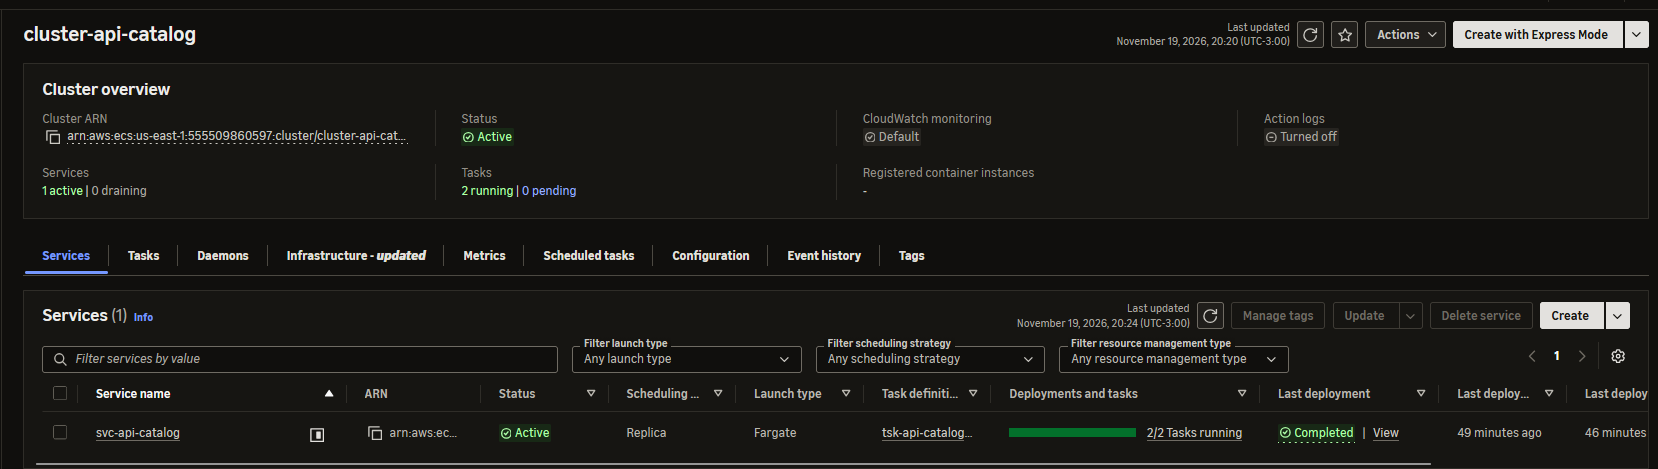 cluster-api-catalog
Last updated
November 19, 2026, 20:20 (UTC-3:00)
Actions
Create with Express Mode
Cluster overview
Cluster ARN
arn:aws:ecs:us-east-1:555509860597:cluster/cluster-api-cat...
Status
Active
CloudWatch monitoring
Default
Action logs
Turned off
Services
1 active | 0 draining
Tasks
2 running | 0 pending
Registered container instances
-
Services Tasks Daemons Infrastructure - updated Metrics Scheduled tasks Configuration Event history Tags
Services (1) Info
Last updated
November 19, 2026, 20:24 (UTC-3:00)
Manage tags
Update
Delete service
Create
Filter services by value
Filter launch type
Any launch type
Filter scheduling strategy
Any scheduling strategy
Filter resource management type
Any resource management type
1
Service name ARN Status Scheduling ... Launch type Task definiti... Deployments and tasks Last deployment Last deploy... Last deploy
svc-api-catalog arn:aws:ec... Active Replica Fargate tsk-api-catalog... 2/2 Tasks running Completed | View 49 minutes ago 46 minutes